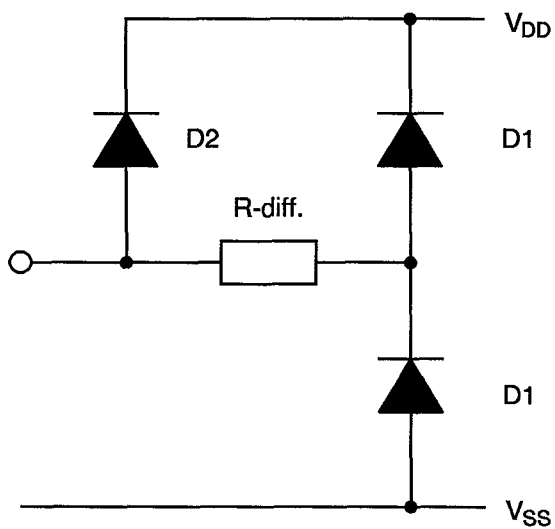 V_DD
D2
D1
R-diff.
D1
V_SS